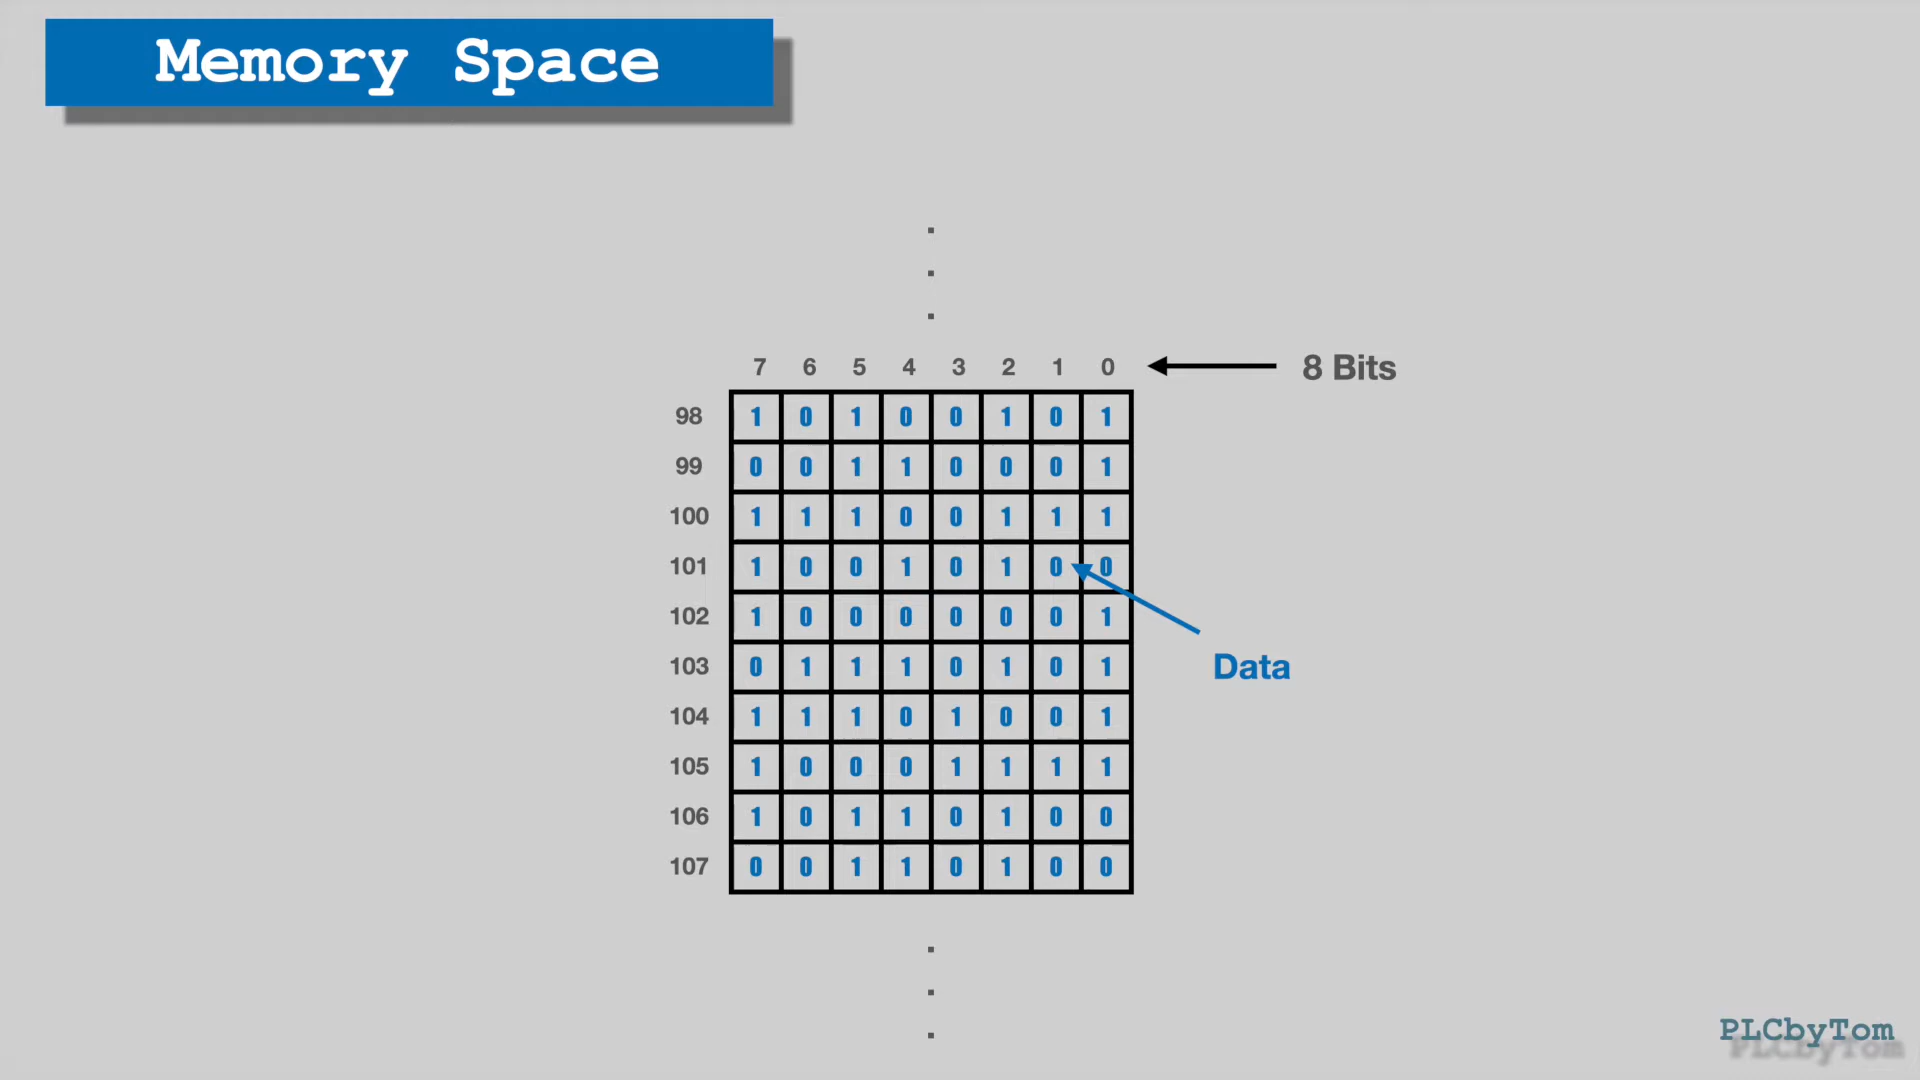 Memory Space
7 6 5 4 3 2 1 0 8 Bits
98 1 0 1 0 0 1 0 1
99 0 0 1 1 0 0 0 1
100 1 1 1 0 0 1 1 1
101 1 0 0 1 0 1 0 0
102 1 0 0 0 0 0 0 1
103 0 1 1 1 0 1 0 1
Data
104 1 1 1 0 1 0 0 1
105 1 0 0 0 1 1 1 1
106 1 0 1 1 0 1 0 0
107 0 0 1 1 0 1 0 0
PLCbyTom